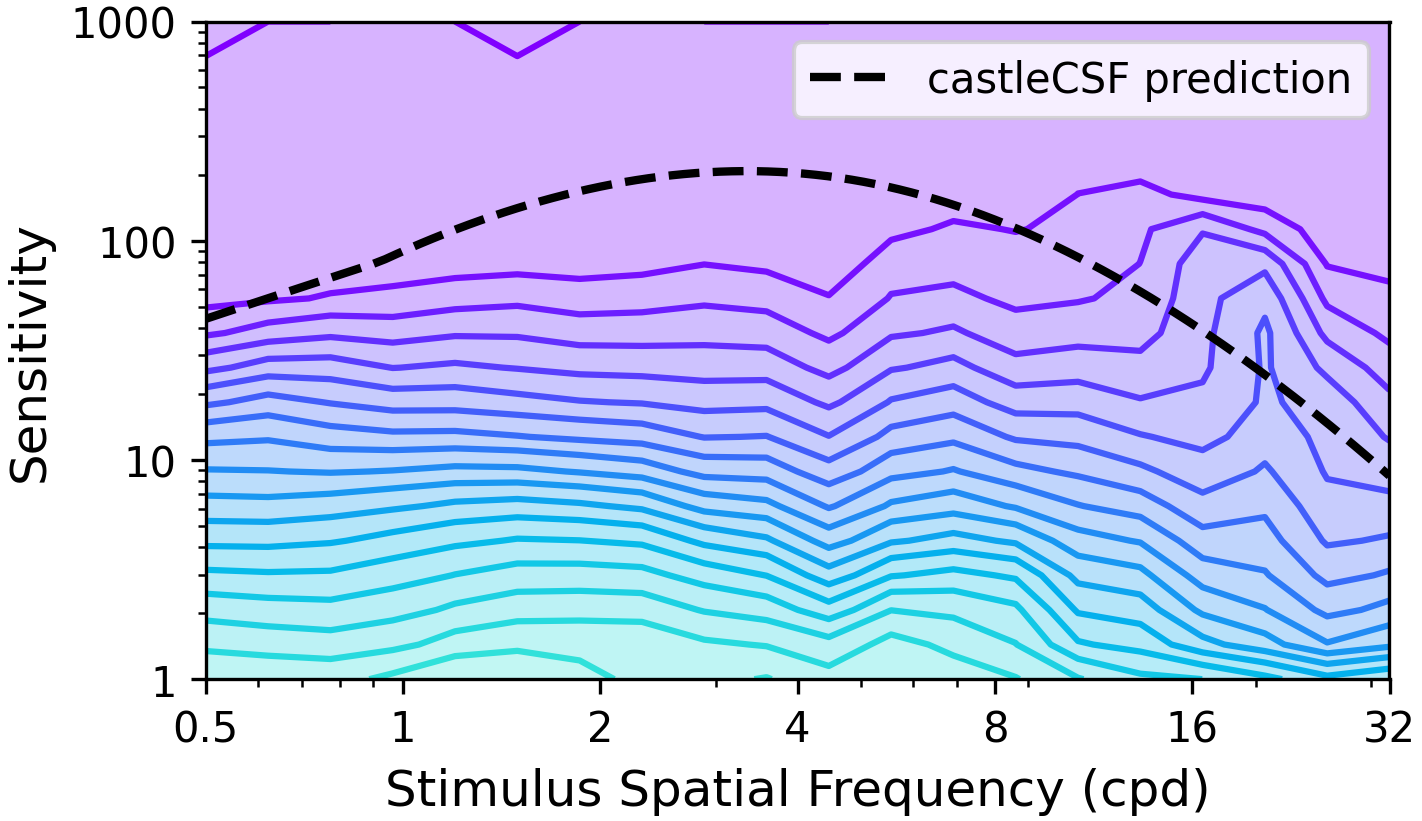 1000
100
10
1
Sensitivity
castleCSF prediction
0.5 1 2 4 8 16 32
Stimulus Spatial Frequency (cpd)